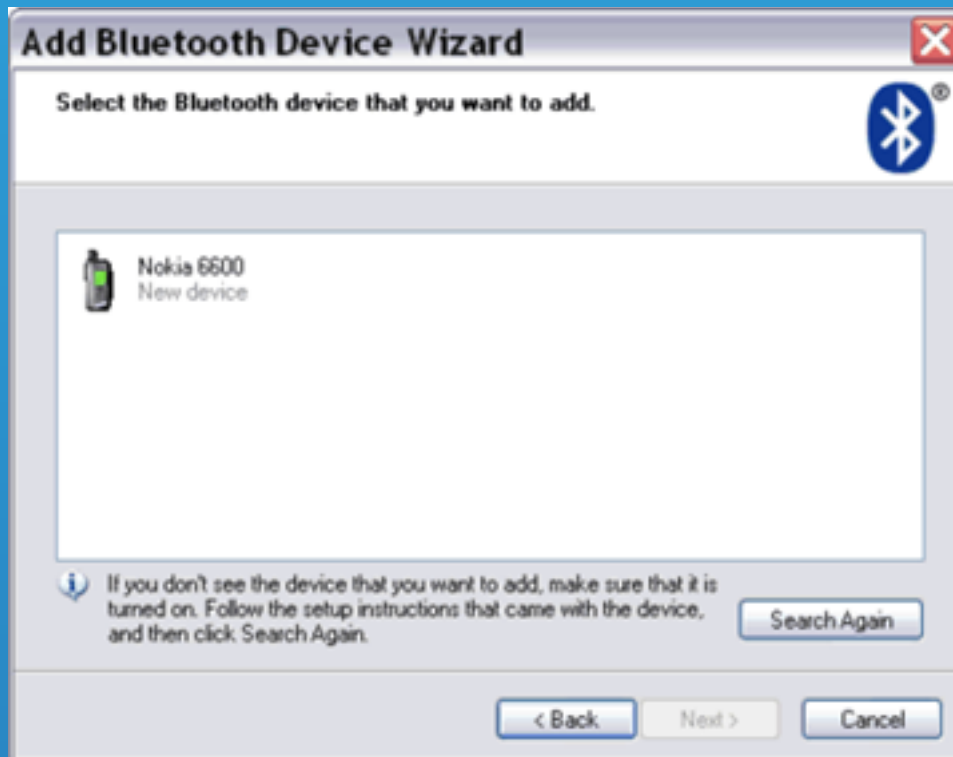 Add Bluetooth Device Wizard
Select the Bluetooth device that you want to add.
®
Nokia 6600
New device
If you don't see the device that you want to add, make sure that it is
turned on. Follow the setup instructions that came with the device,
and then click Search Again.
Search Again
< Back
Next >
Cancel